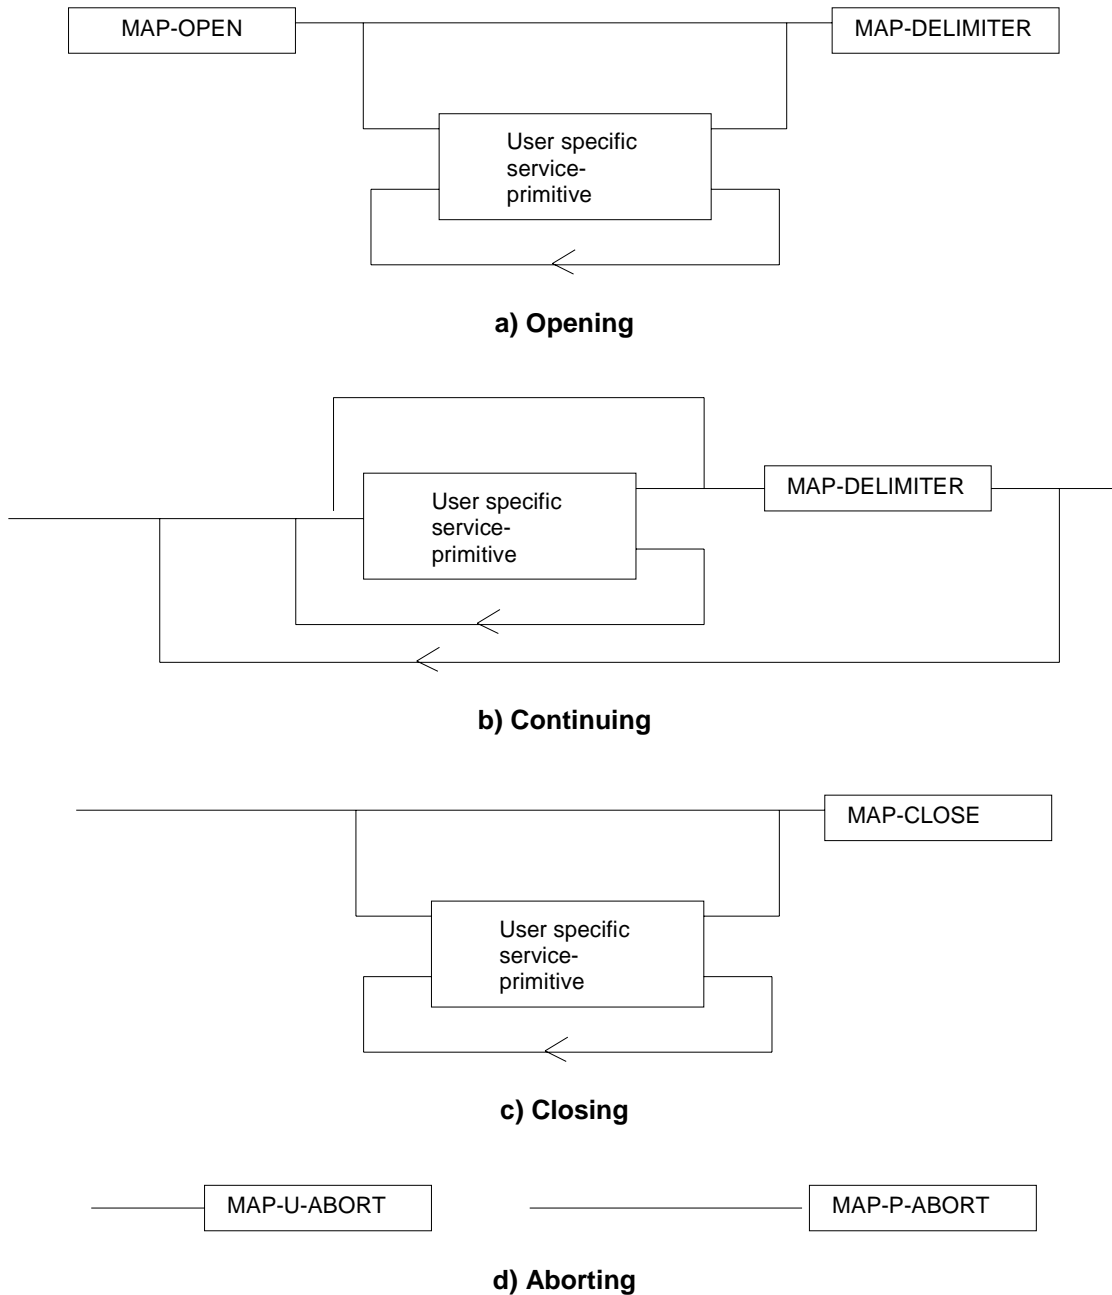 MAP-OPEN
MAP-DELIMITER
User specific
service-
primitive
a) Opening
User specific
service-
primitive
MAP-DELIMITER
b) Continuing
MAP-CLOSE
User specific
service-
primitive
c) Closing
MAP-U-ABORT
MAP-P-ABORT
d) Aborting